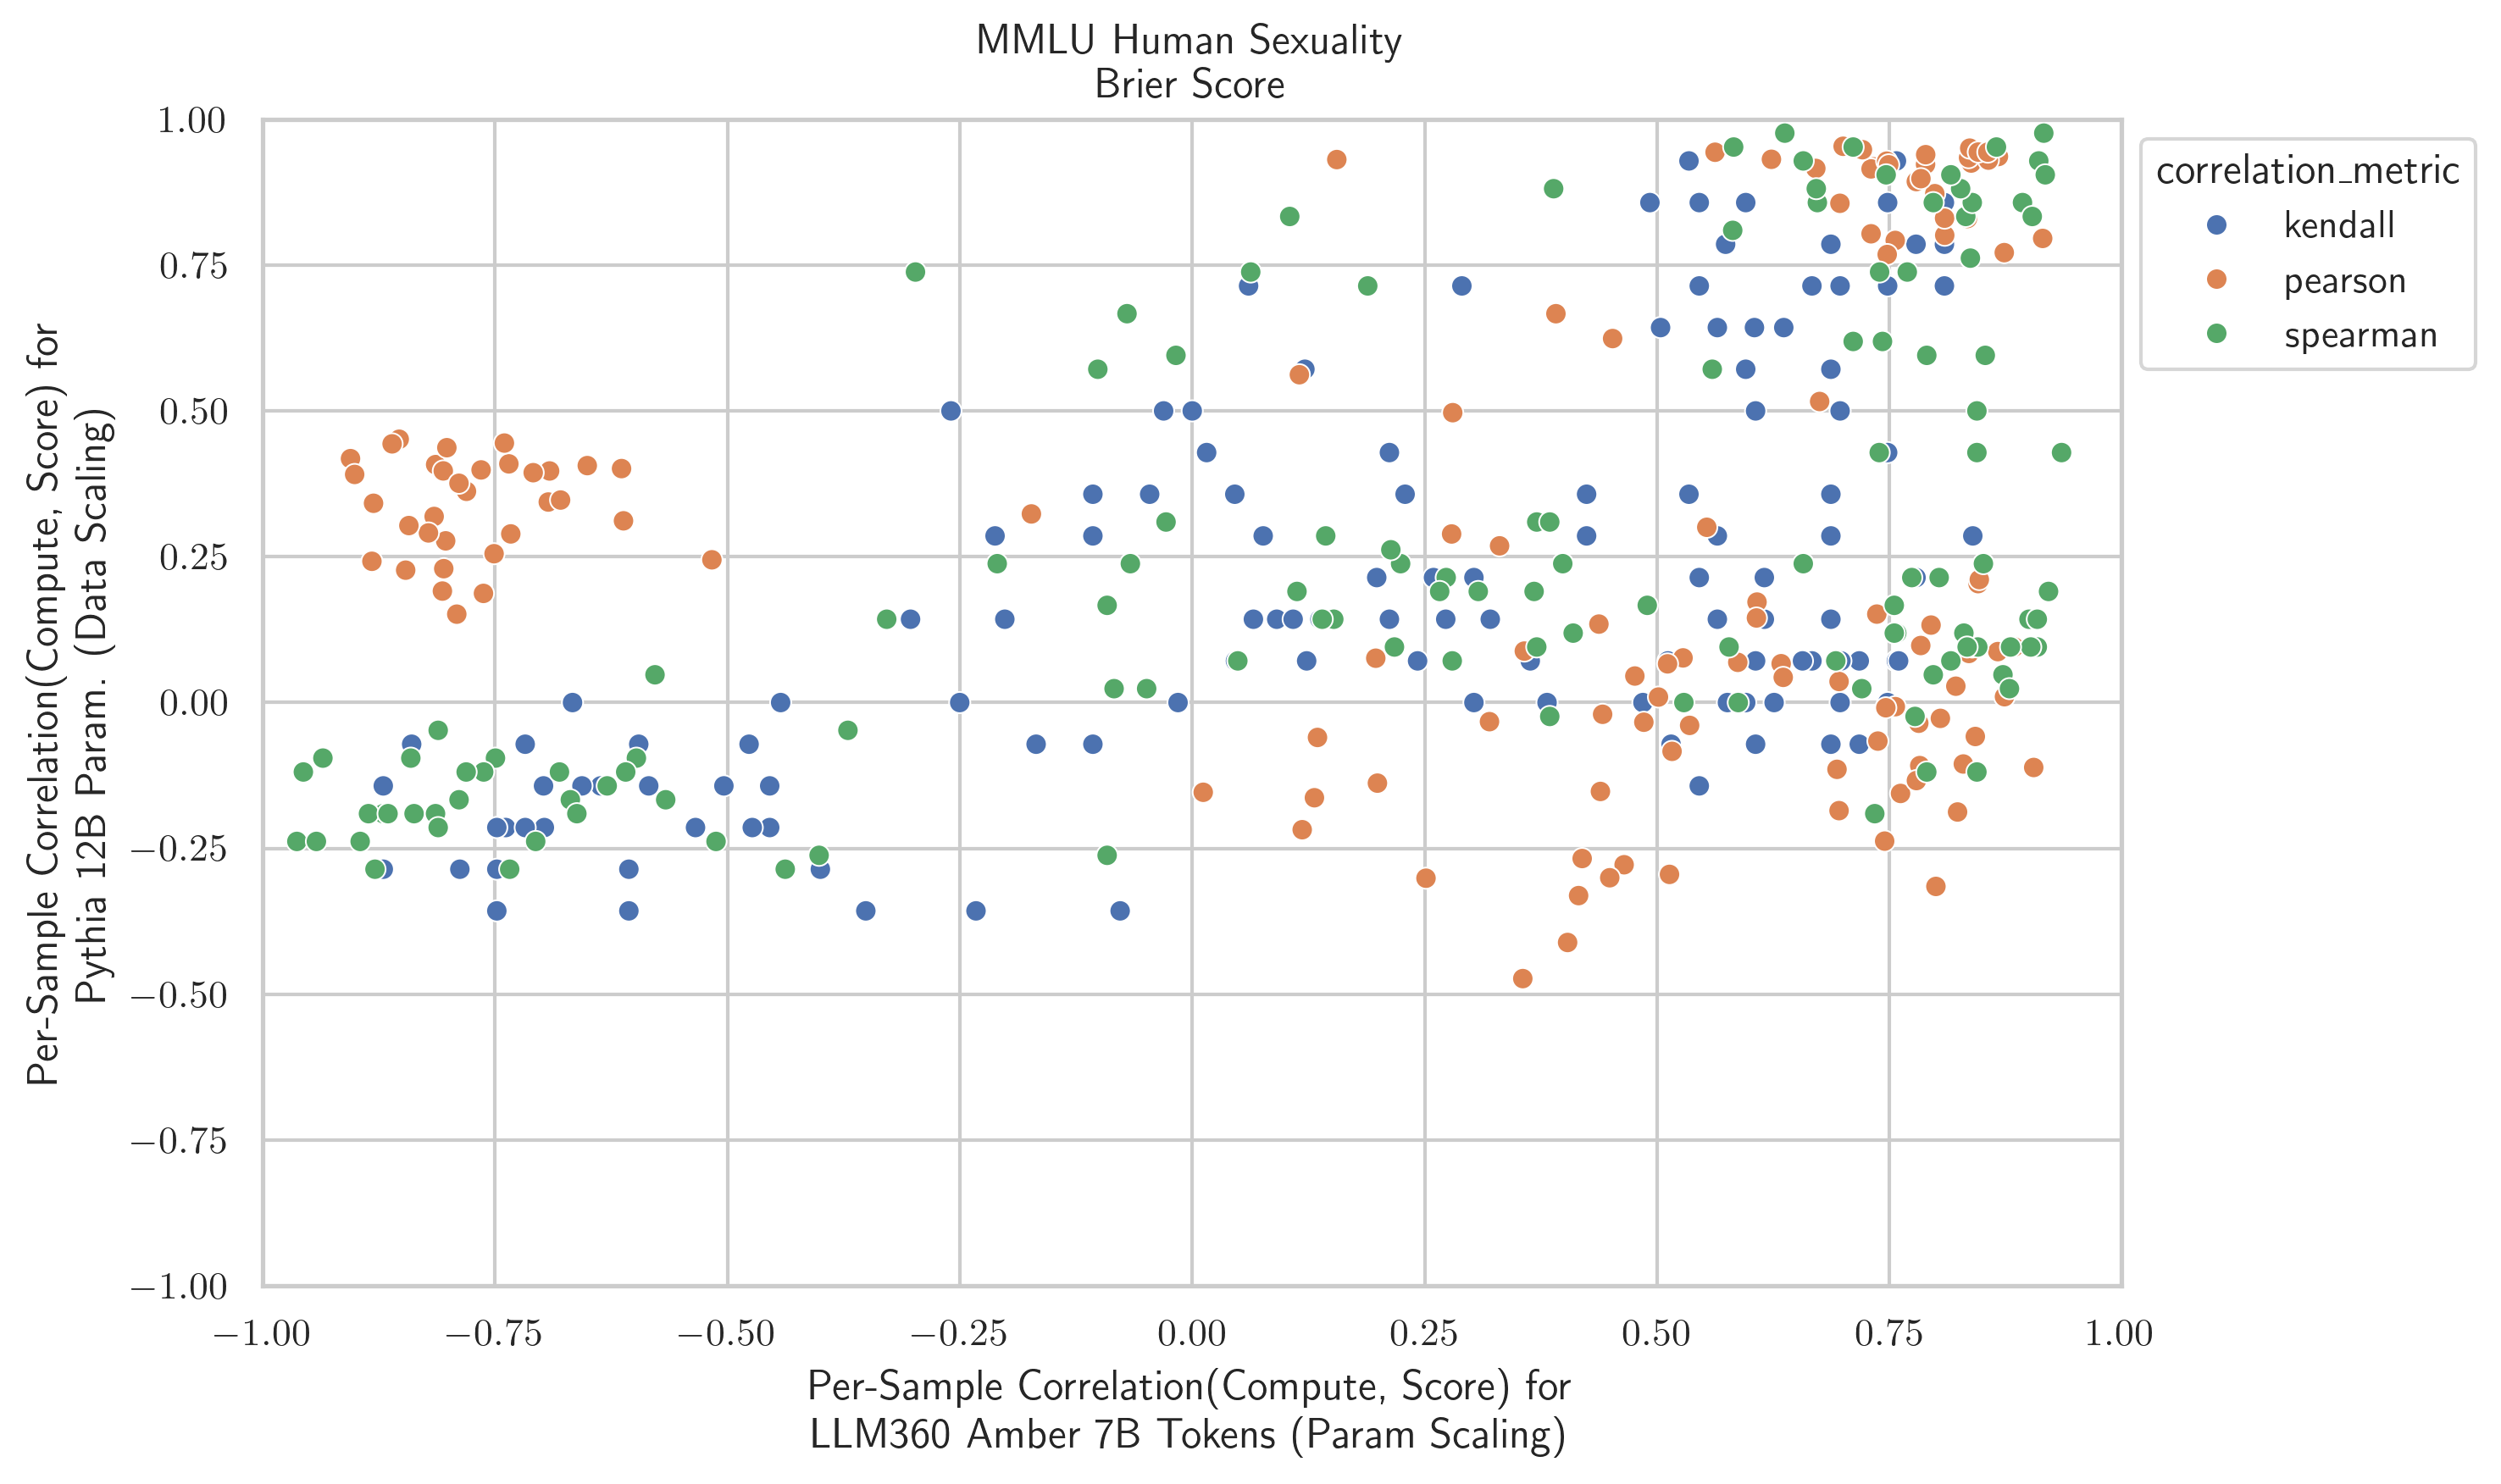 MMLU Human Sexuality
Brier Score
Per-Sample Correlation(Compute, Score) for
Pythia 12B Param. (Data Scaling)
1.00
0.75
0.50
0.25
0.00
−0.25
−0.50
−0.75
−1.00
−1.00 −0.75 −0.50 −0.25 0.00 0.25 0.50 0.75 1.00
Per-Sample Correlation(Compute, Score) for
LLM360 Amber 7B Tokens (Param Scaling)
correlation_metric
kendall
pearson
spearman